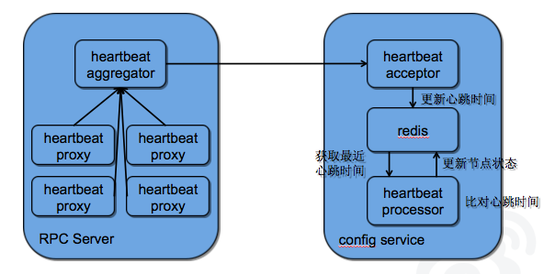 heartbeat
aggregator
heartbeat
proxy
heartbeat
proxy
heartbeat
proxy
heartbeat
proxy
RPC Server
heartbeat
acceptor
更新心跳时间
redis
获取最近
心跳时间
更新节点状态
heartbeat
processor
比对心跳时间
config service